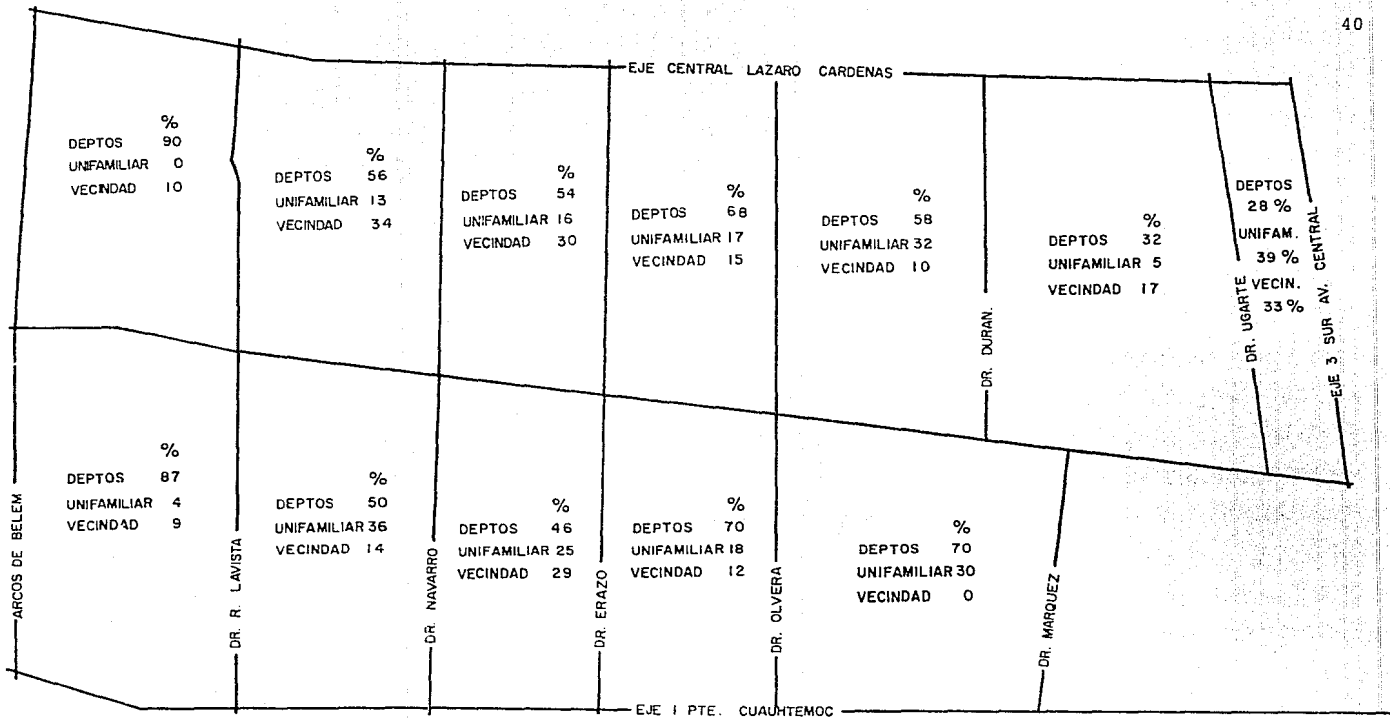 40
EJE CENTRAL LAZARO CARDENAS
%
DEPTOS 90
UNIFAMILIAR 0
VECINDAD 10
%
DEPTOS 56
UNIFAMILIAR 13
VECINDAD 34
%
DEPTOS 54
UNIFAMILIAR 16
VECINDAD 30
%
DEPTOS 68
UNIFAMILIAR 17
VECINDAD 15
%
DEPTOS 58
UNIFAMILIAR 32
VECINDAD 10
%
DEPTOS 32
UNIFAMILIAR 5
VECINDAD 17
DEPTOS
28 %
UNIFAM.
39 %
VECIN.
33 %
DR. DURAN.
DR. UGARTE
EJE 3 SUR AV. CENTRAL
%
DEPTOS 87
UNIFAMILIAR 4
VECINDAD 9
%
DEPTOS 50
UNIFAMILIAR 36
VECINDAD 14
%
DEPTOS 46
UNIFAMILIAR 25
VECINDAD 29
%
DEPTOS 70
UNIFAMILIAR 18
VECINDAD 12
%
DEPTOS 70
UNIFAMILIAR 30
VECINDAD 0
ARCOS DE BELEM
DR. R. LAVISTA
DR. NAVARRO
DR. ERAZO
DR. OLVERA
DR. MARQUEZ
EJE 1 PTE. CUAUHTEMOC